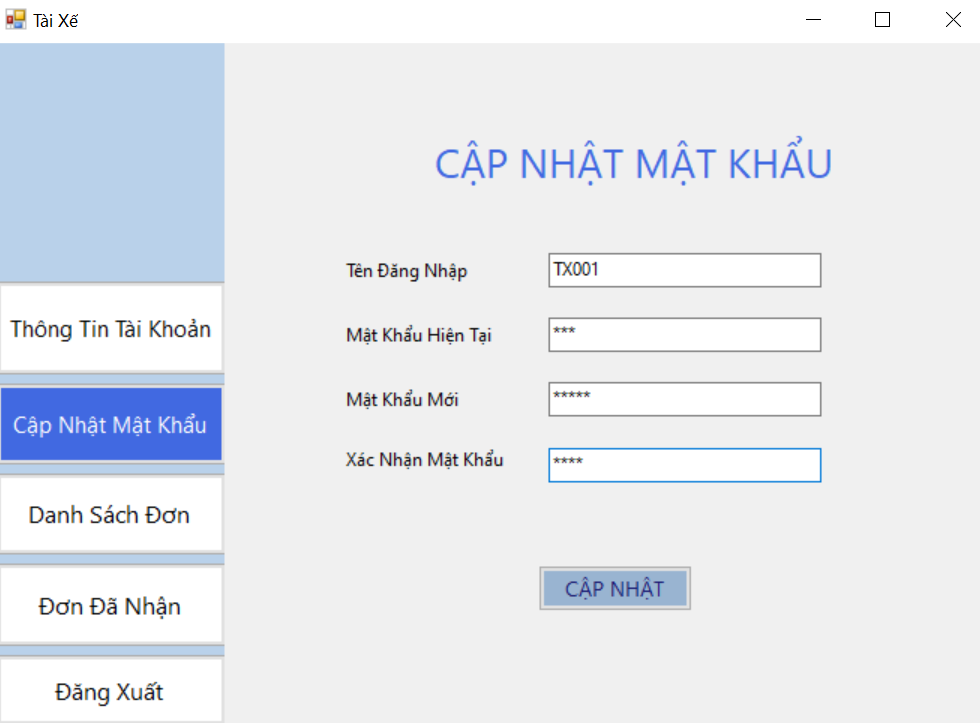 Tài Xế
CẬP NHẬT MẬT KHẨU
Tên Đăng Nhập
TX001
Mật Khẩu Hiện Tại
***
Mật Khẩu Mới
*****
Xác Nhận Mật Khẩu
****
CẬP NHẬT
Thông Tin Tài Khoản
Cập Nhật Mật Khẩu
Danh Sách Đơn
Đơn Đã Nhận
Đăng Xuất